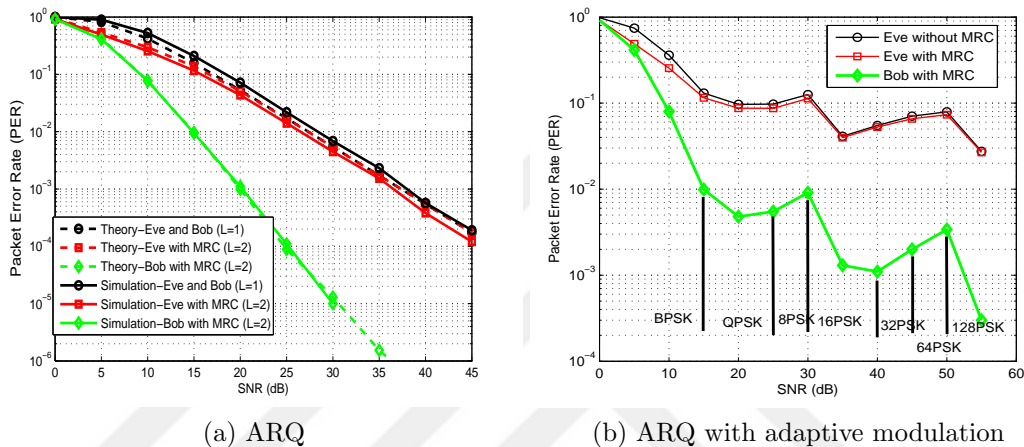 10^0
10^-1
10^-2
10^-3
10^-4
10^-5
10^-6
Packet Error Rate (PER)
Theory−Eve and Bob (L=1)
Theory−Eve with MRC (L=2)
Theory−Bob with MRC (L=2)
Simulation−Eve and Bob (L=1)
Simulation−Eve with MRC (L=2)
Simulation−Bob with MRC (L=2)
0 5 10 15 20 25 30 35 40 45
SNR (dB)
(a) ARQ
10^0
10^-1
10^-2
10^-3
10^-4
Packet Error Rate (PER)
Eve without MRC
Eve with MRC
Bob with MRC
BPSK
QPSK
8PSK
16PSK
32PSK
64PSK
128PSK
0 10 20 30 40 50 60
SNR (dB)
(b) ARQ with adaptive modulation